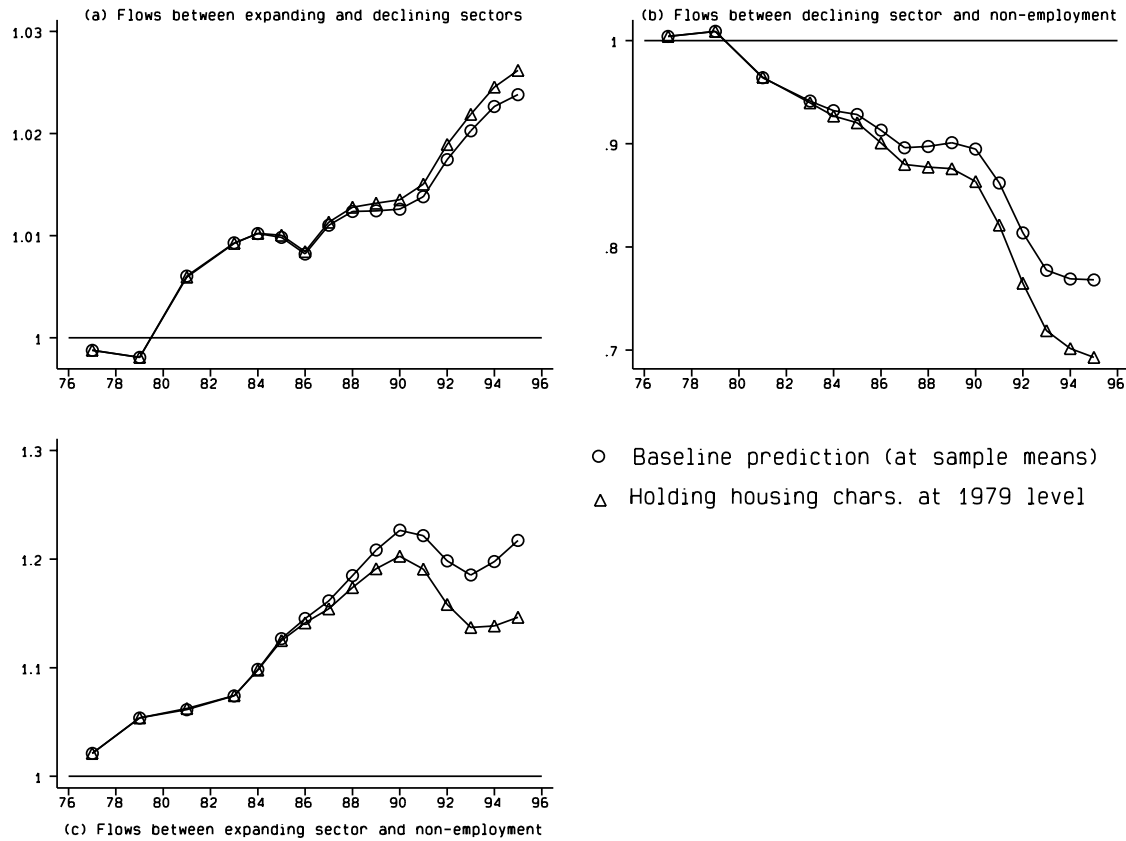 (a) Flows between expanding and declining sectors
1.03
1.02
1.01
1
76 78 80 82 84 86 88 90 92 94 96
(b) Flows between declining sector and non-employment
1
.9
.8
.7
76 78 80 82 84 86 88 90 92 94 96
1.3
1.2
1.1
1
76 78 80 82 84 86 88 90 92 94 96
(c) Flows between expanding sector and non-employment
Baseline prediction (at sample means)
Holding housing chars. at 1979 level